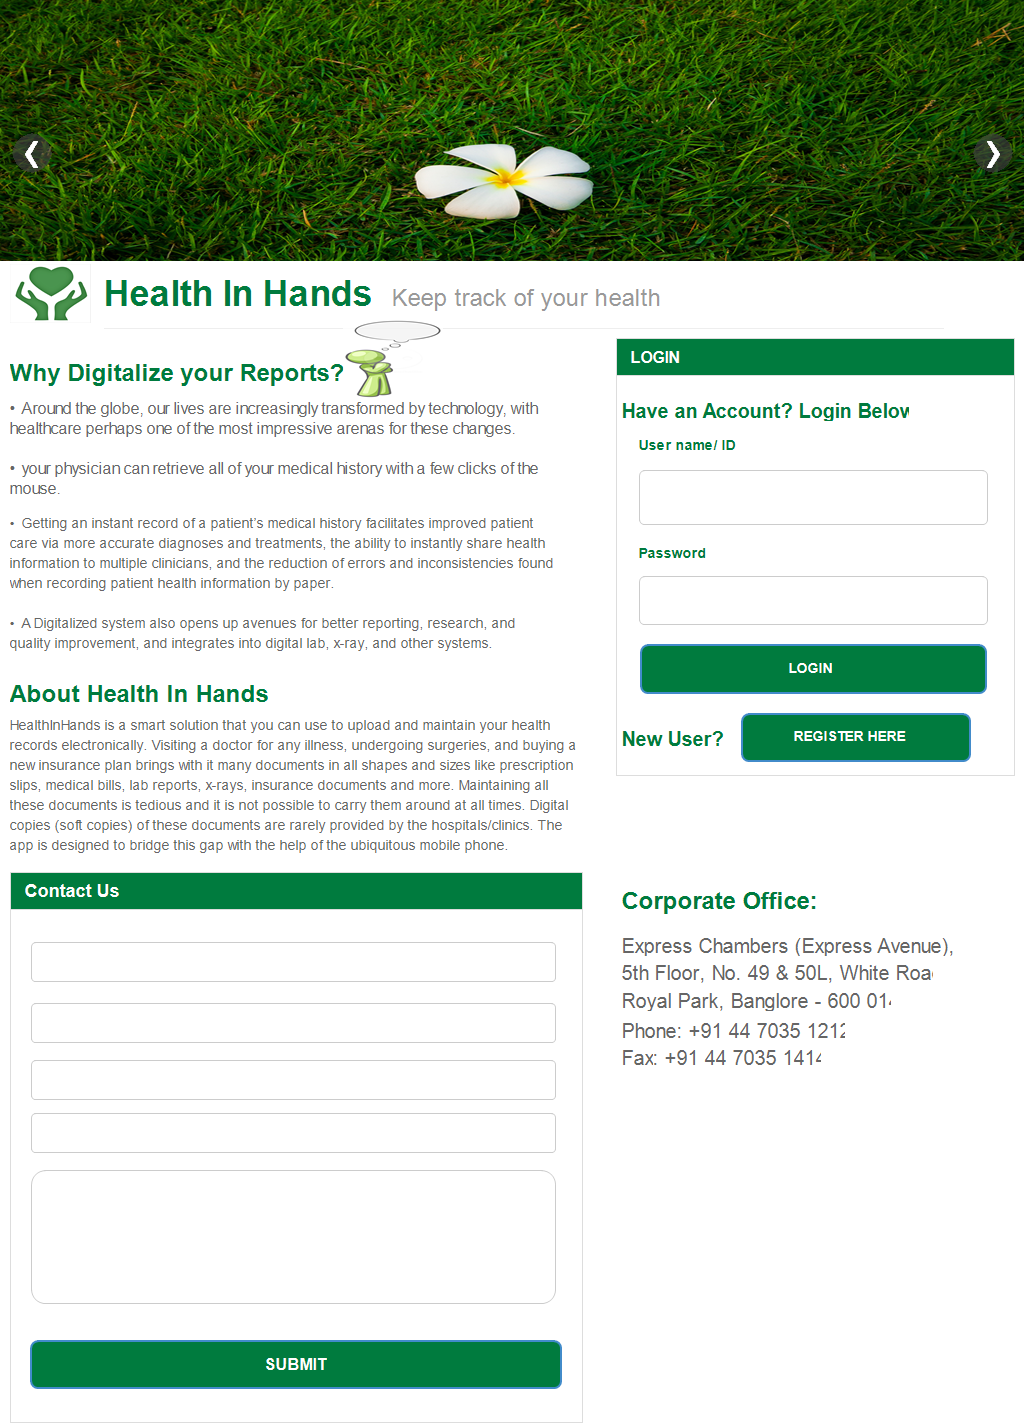 Health In Hands Keep track of your health
Why Digitalize your Reports?
• Around the globe, our lives are increasingly transformed by technology, with
healthcare perhaps one of the most impressive arenas for these changes.
• your physician can retrieve all of your medical history with a few clicks of the
mouse.
• Getting an instant record of a patient's medical history facilitates improved patient
care via more accurate diagnoses and treatments, the ability to instantly share health
information to multiple clinicians, and the reduction of errors and inconsistencies found
when recording patient health information by paper.
• A Digitalized system also opens up avenues for better reporting, research, and
quality improvement, and integrates into digital lab, x-ray, and other systems.
About Health In Hands
HealthInHands is a smart solution that you can use to upload and maintain your health
records electronically. Visiting a doctor for any illness, undergoing surgeries, and buying a
new insurance plan brings with it many documents in all shapes and sizes like prescription
slips, medical bills, lab reports, x-rays, insurance documents and more. Maintaining all
these documents is tedious and it is not possible to carry them around at all times. Digital
copies (soft copies) of these documents are rarely provided by the hospitals/clinics. The
app is designed to bridge this gap with the help of the ubiquitous mobile phone.
LOGIN
Have an Account? Login Below
User name/ ID
Password
LOGIN
New User? REGISTER HERE
Contact Us
SUBMIT
Corporate Office:
Express Chambers (Express Avenue),
5th Floor, No. 49 & 50L, White Road
Royal Park, Banglore - 600 014
Phone: +91 44 7035 1212
Fax: +91 44 7035 1414